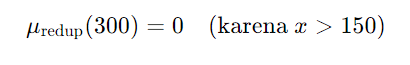 μ_redup(300) = 0 (karena x > 150)